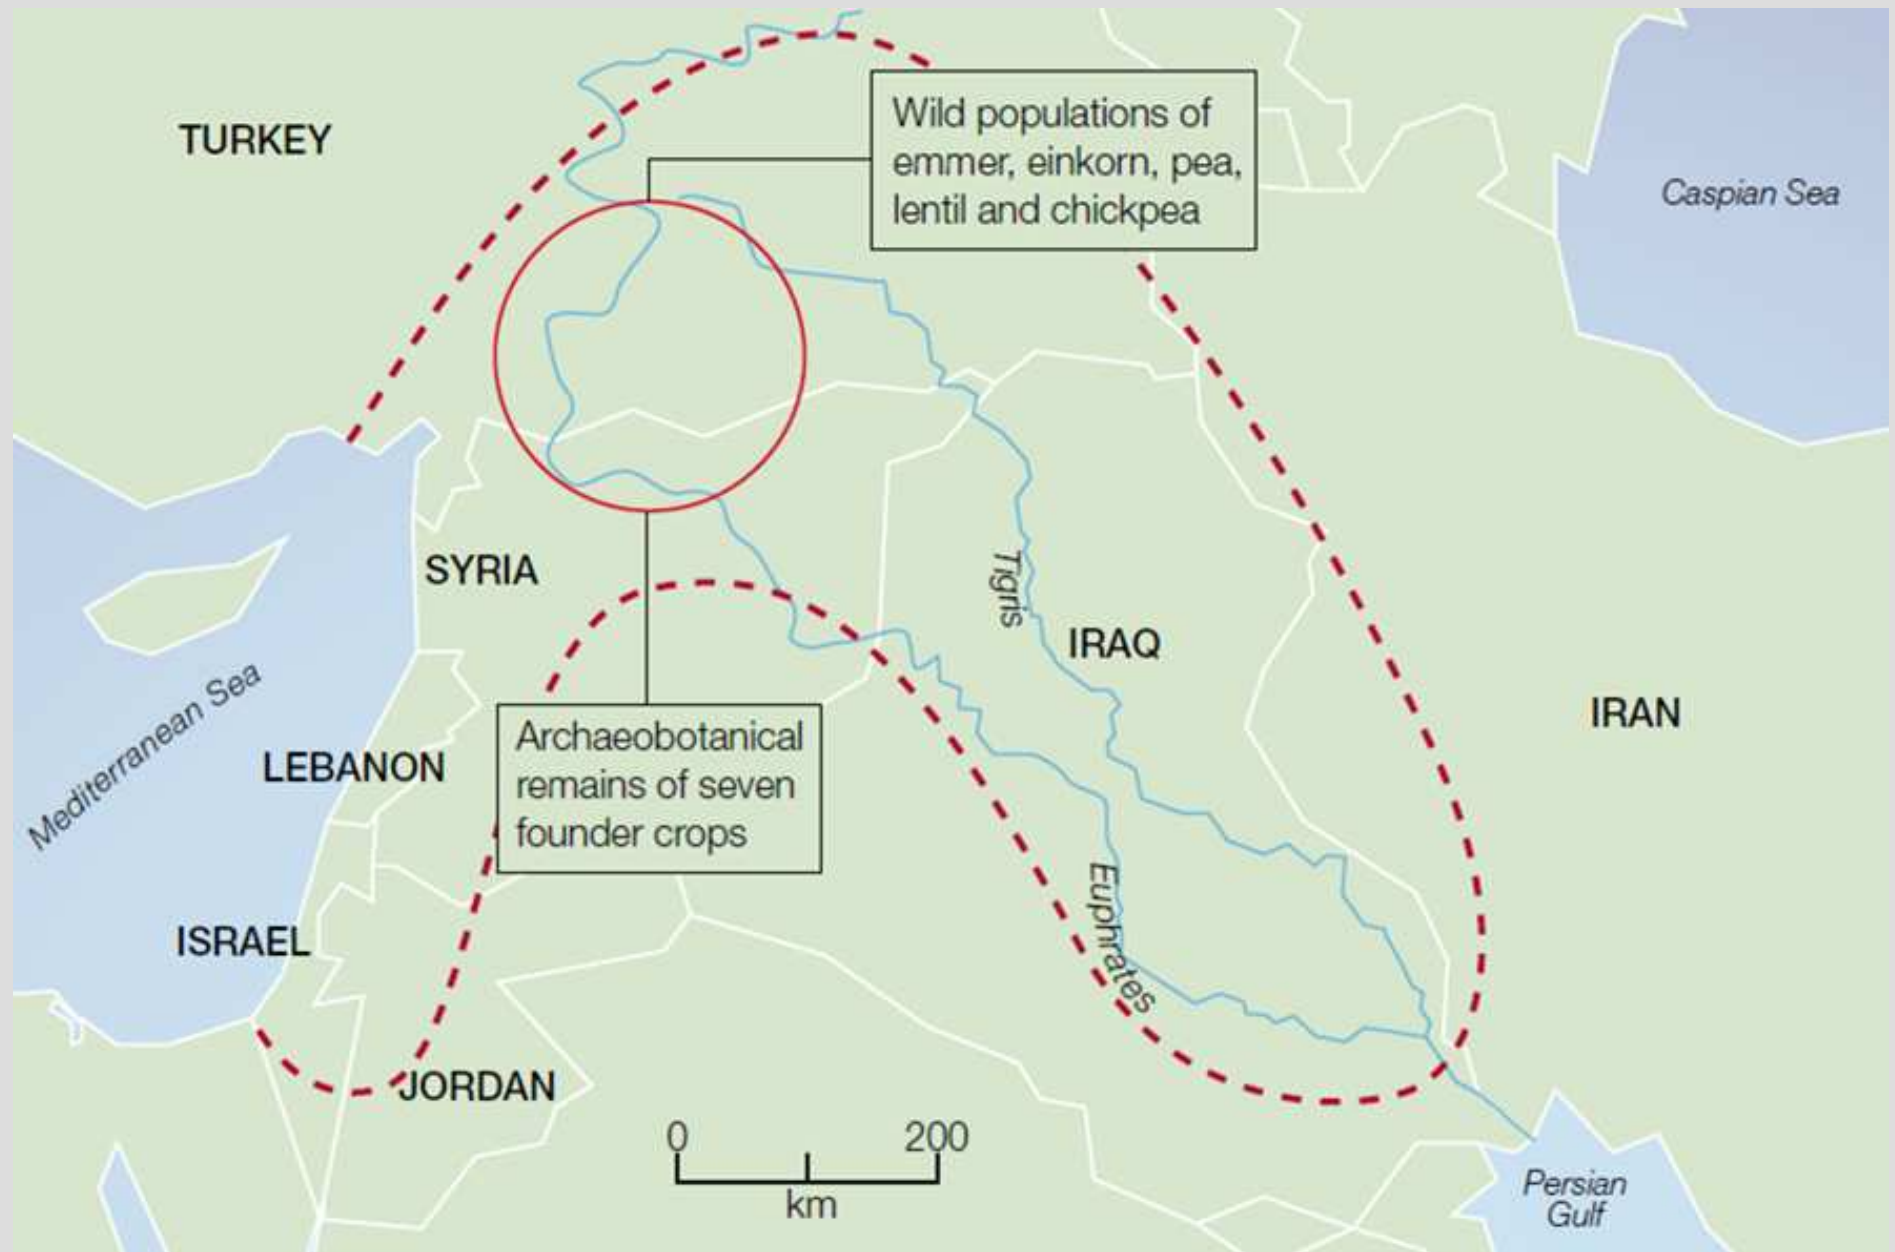 TURKEY
Wild populations of
emmer, einkorn, pea,
lentil and chickpea
Caspian Sea
SYRIA
Tigris
IRAQ
IRAN
Mediterranean Sea
LEBANON
Archaeobotanical
remains of seven
founder crops
Euphrates
ISRAEL
JORDAN
0 200
km
Persian
Gulf